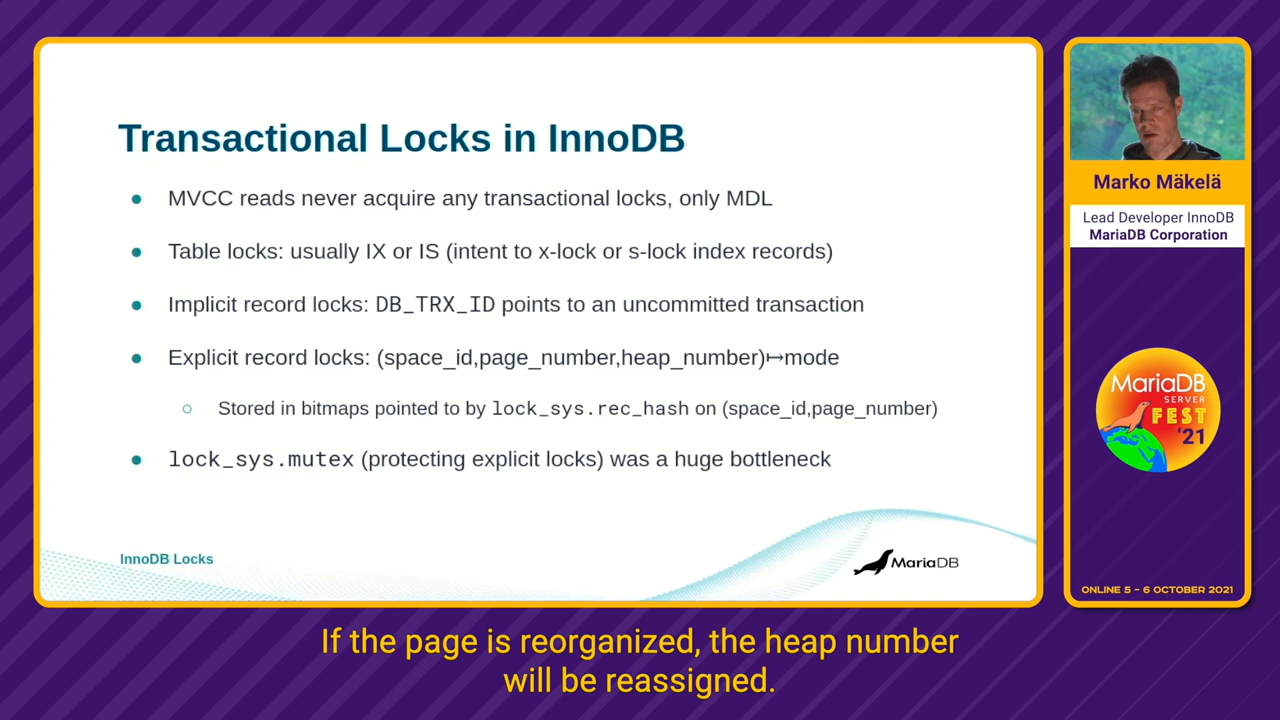 Transactional Locks in InnoDB
● MVCC reads never acquire any transactional locks, only MDL
● Table locks: usually IX or IS (intent to x-lock or s-lock index records)
● Implicit record locks: DB_TRX_ID points to an uncommitted transaction
● Explicit record locks: (space_id,page_number,heap_number)↦mode
○ Stored in bitmaps pointed to by lock_sys.rec_hash on (space_id,page_number)
● lock_sys.mutex (protecting explicit locks) was a huge bottleneck
InnoDB Locks
MariaDB
Marko Mäkelä
Lead Developer InnoDB
MariaDB Corporation
MariaDB
SERVER
FEST
'21
ONLINE 5 - 6 OCTOBER 2021
If the page is reorganized, the heap number
will be reassigned.